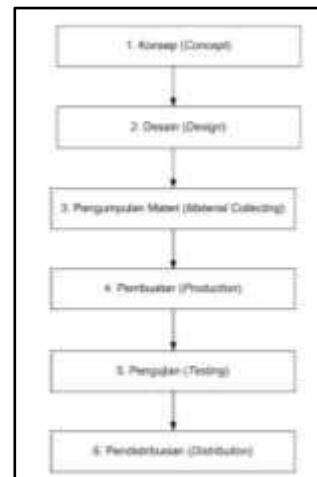 1. Konsep (Concept)
2. Desain (Design)
3. Pengumpulan Materi (Material Collecting)
4. Pembuatan (Production)
5. Pengujian (Testing)
6. Pendistribusian (Distribution)